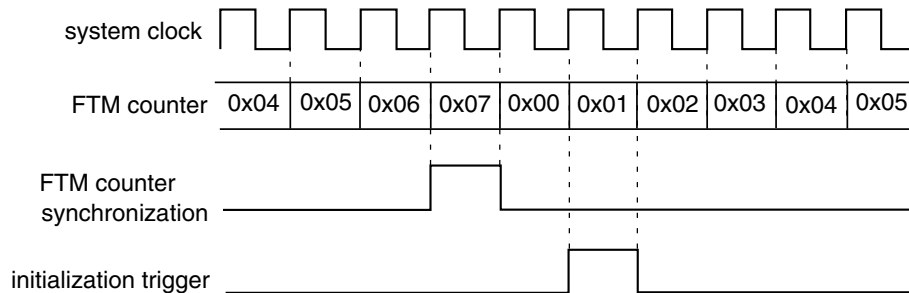 system clock
FTM counter 0x04 0x05 0x06 0x07 0x00 0x01 0x02 0x03 0x04 0x05
FTM counter
synchronization
initialization trigger